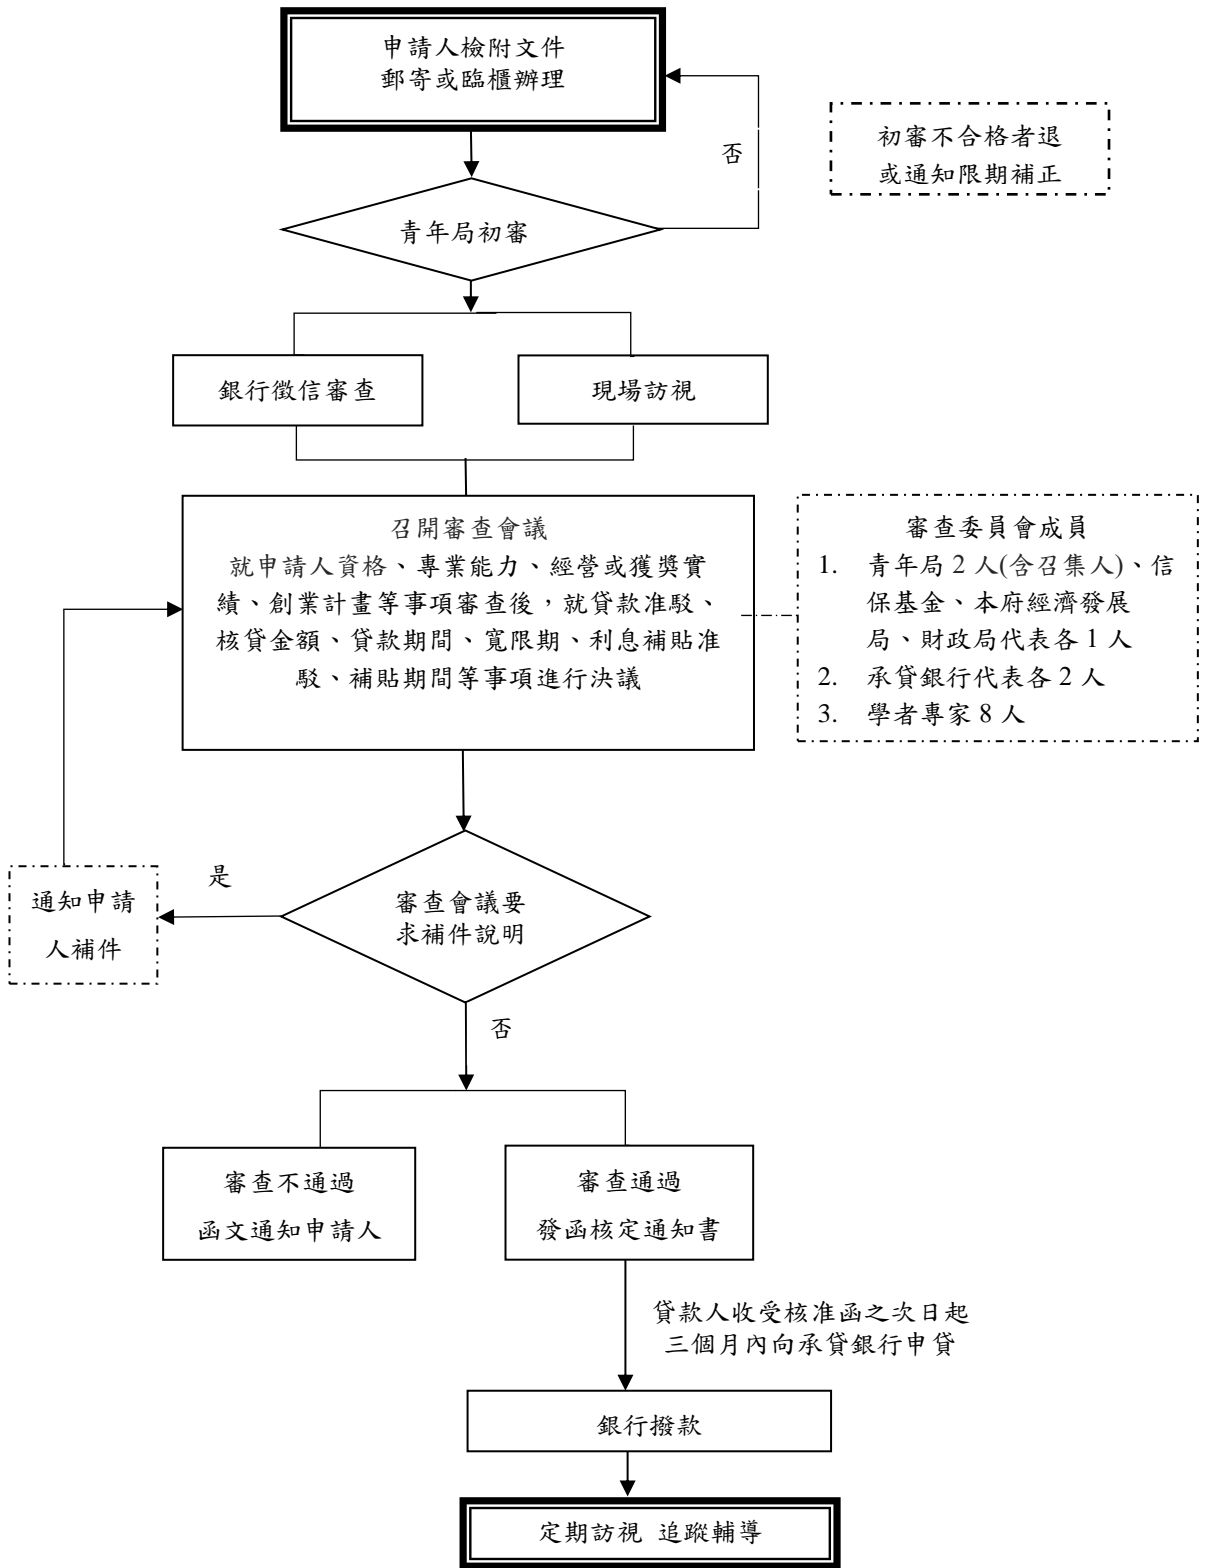 申請人檢附文件
郵寄或臨櫃辦理
否
初審不合格者退
或通知限期補正
青年局初審
銀行徵信審查
現場訪視
召開審查會議
就申請人資格、專業能力、經營或獲獎實
績、創業計畫等事項審查後，就貸款准駁、
核貸金額、貸款期間、寬限期、利息補貼准
駁、補貼期間等事項進行決議
審查委員會成員
1. 青年局 2 人(含召集人)、信
保基金、本府經濟發展
局、財政局代表各 1 人
2. 承貸銀行代表各 2 人
3. 學者專家 8 人
是
通知申請
人補件
審查會議要
求補件說明
否
審查不通過
函文通知申請人
審查通過
發函核定通知書
貸款人收受核准函之次日起
三個月內向承貸銀行申貸
銀行撥款
定期訪視 追蹤輔導